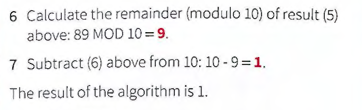 6 Calculate the remainder (modulo 10) of result (5)
above: 89 MOD 10 = 9.
7 Subtract (6) above from 10: 10 - 9 = 1.
The result of the algorithm is 1.